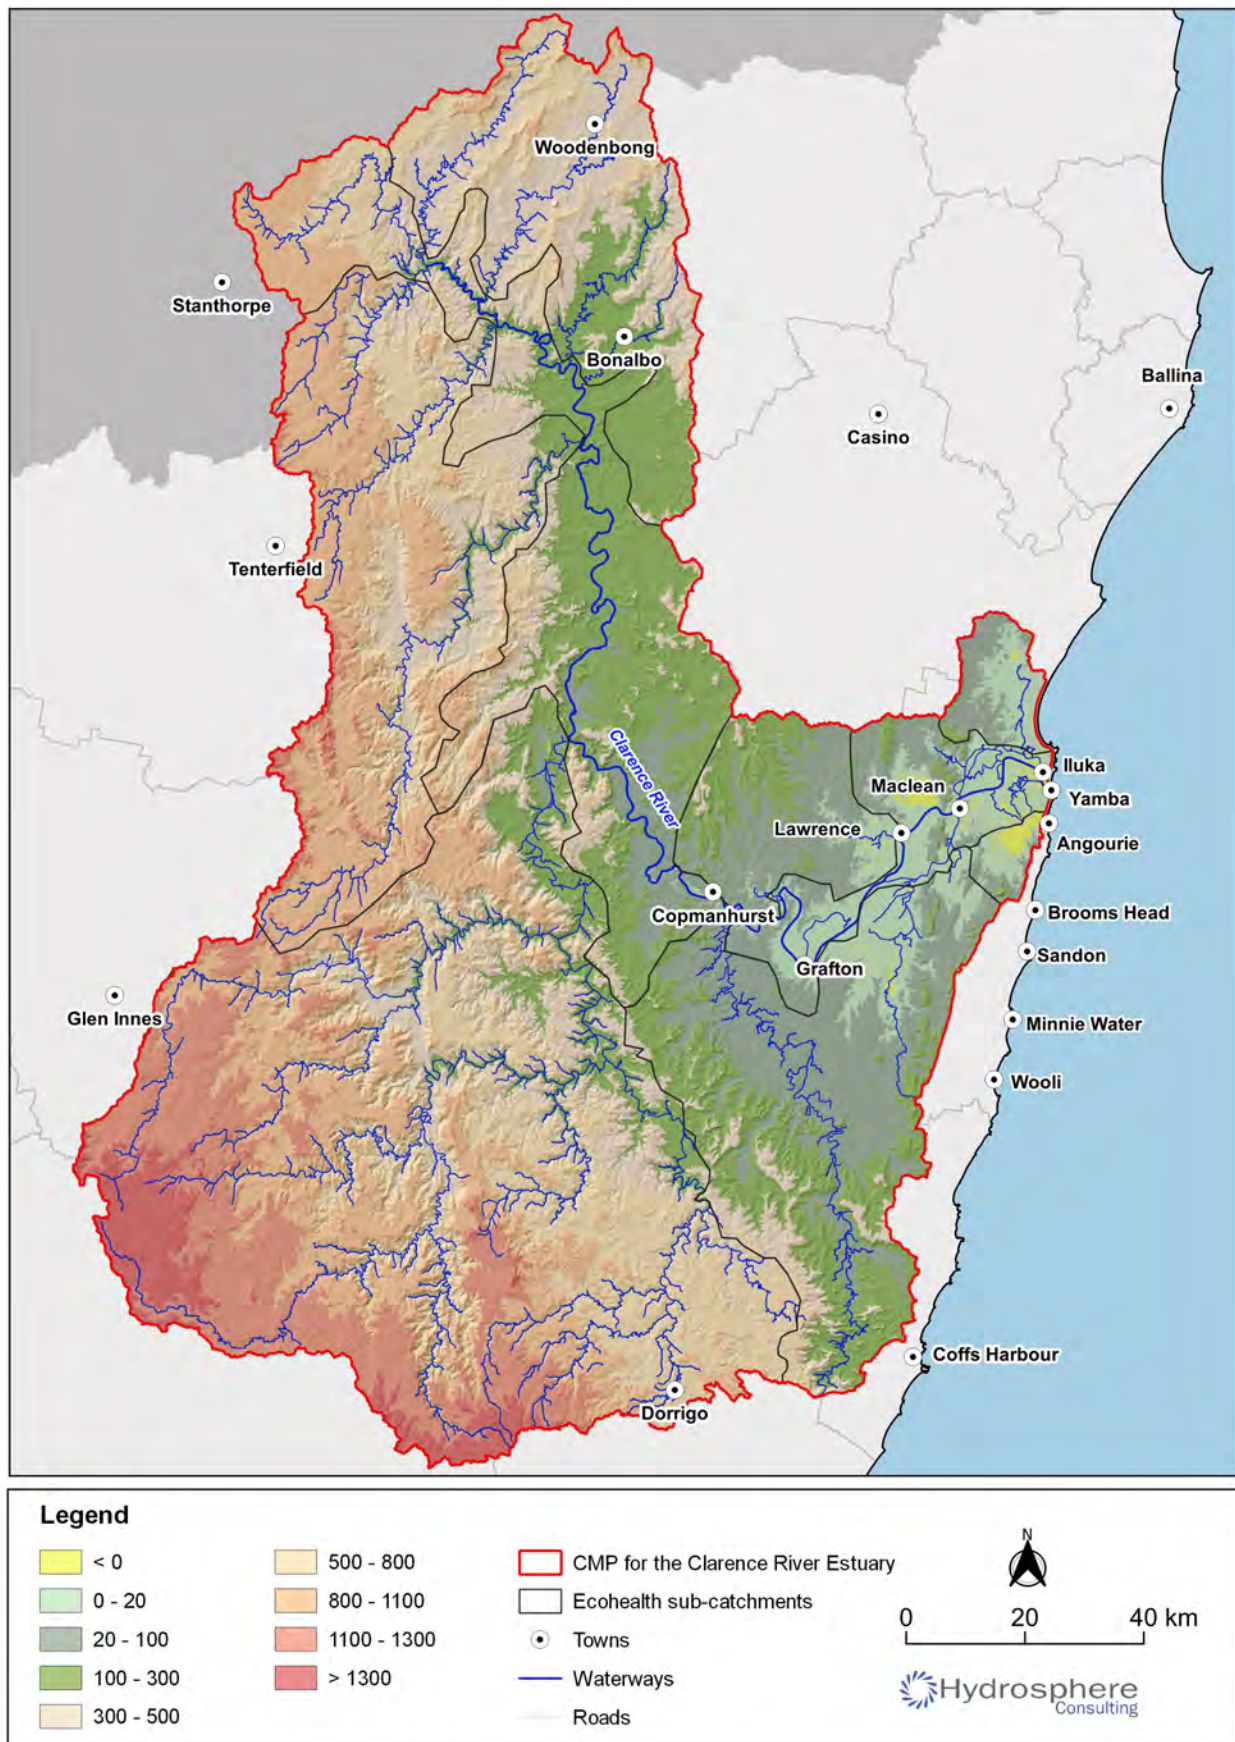 Woodenbong
Stanthorpe
Bonalbo
Ballina
Casino
Tenterfield
Clarence River
Iluka
Maclean
Yamba
Lawrence
Angourie
Copmanhurst
Brooms Head
Grafton
Sandon
Glen Innes
Minnie Water
Wooli
Coffs Harbour
Dorrigo
Legend
< 0
0 - 20
20 - 100
100 - 300
300 - 500
500 - 800
800 - 1100
1100 - 1300
> 1300
CMP for the Clarence River Estuary
Ecohealth sub-catchments
Towns
Waterways
Roads
N
0 20 40 km
Hydrosphere
Consulting